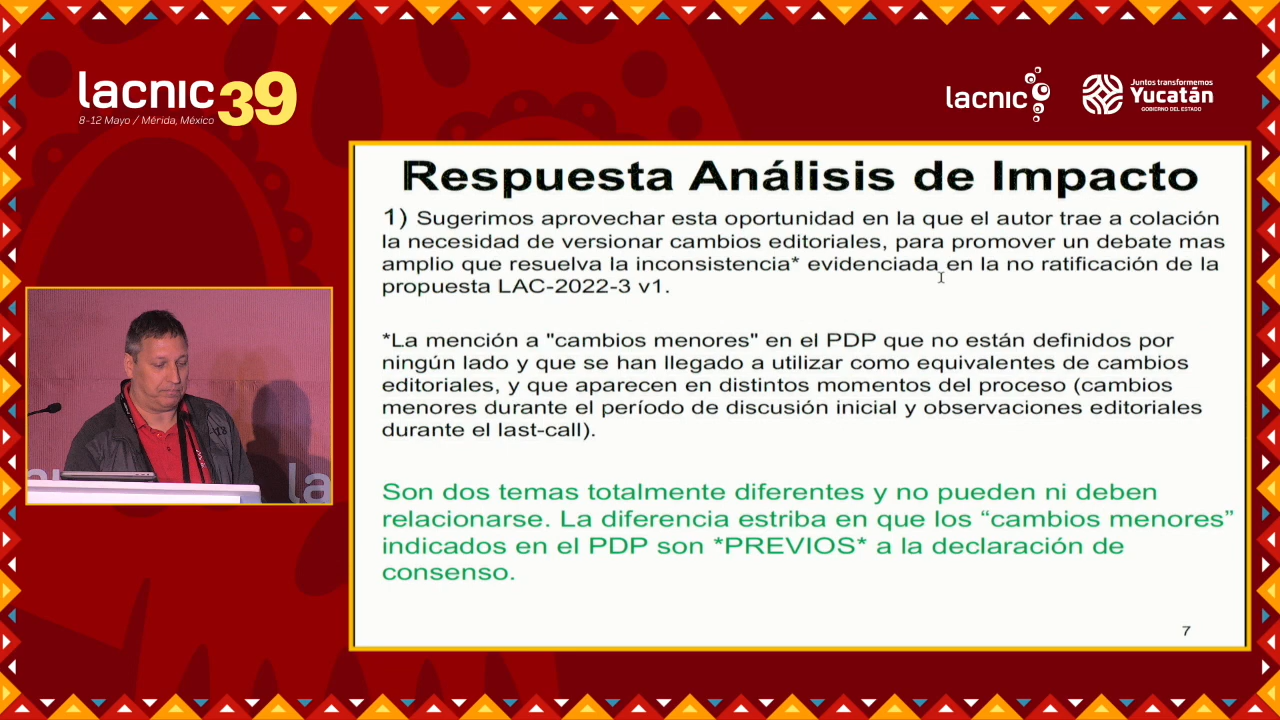 lacnic39
8-12 Mayo / Mérida, México
lacnic
Juntos transformemos
Yucatán
GOBIERNO DEL ESTADO
Respuesta Análisis de Impacto
1) Sugerimos aprovechar esta oportunidad en la que el autor trae a colación
la necesidad de versionar cambios editoriales, para promover un debate mas
amplio que resuelva la inconsistencia* evidenciada en la no ratificación de la
propuesta LAC-2022-3 v1.
*La mención a "cambios menores" en el PDP que no están definidos por
ningún lado y que se han llegado a utilizar como equivalentes de cambios
editoriales, y que aparecen en distintos momentos del proceso (cambios
menores durante el período de discusión inicial y observaciones editoriales
durante el last-call).
Son dos temas totalmente diferentes y no pueden ni deben
relacionarse. La diferencia estriba en que los “cambios menores”
indicados en el PDP son *PREVIOS* a la declaración de
consenso.
7
la